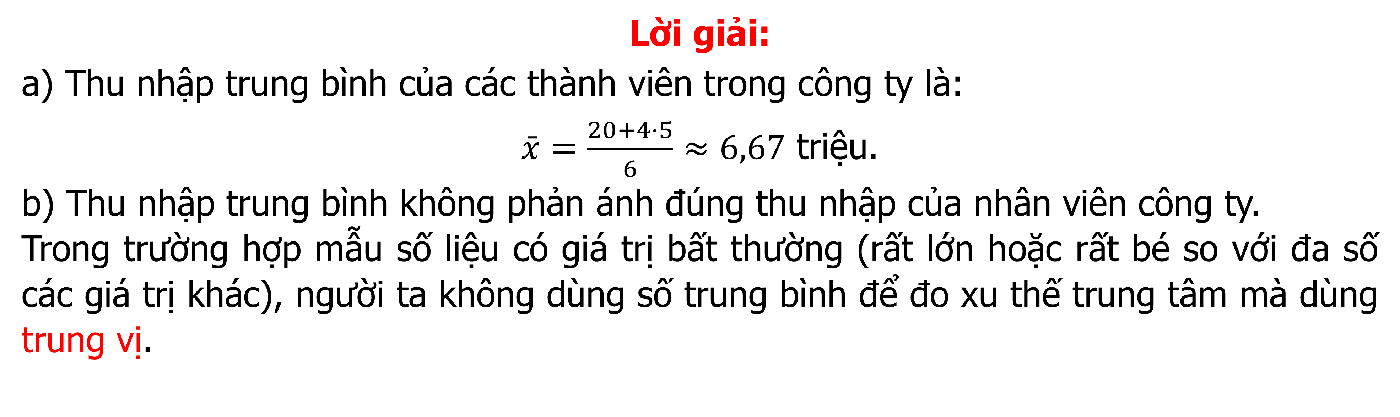 Lời giải:
a) Thu nhập trung bình của các thành viên trong công ty là:
x̄ = (20+4·5)/6 ≈ 6,67 triệu.
b) Thu nhập trung bình không phản ánh đúng thu nhập của nhân viên công ty.
Trong trường hợp mẫu số liệu có giá trị bất thường (rất lớn hoặc rất bé so với đa số
các giá trị khác), người ta không dùng số trung bình để đo xu thế trung tâm mà dùng
trung vị.